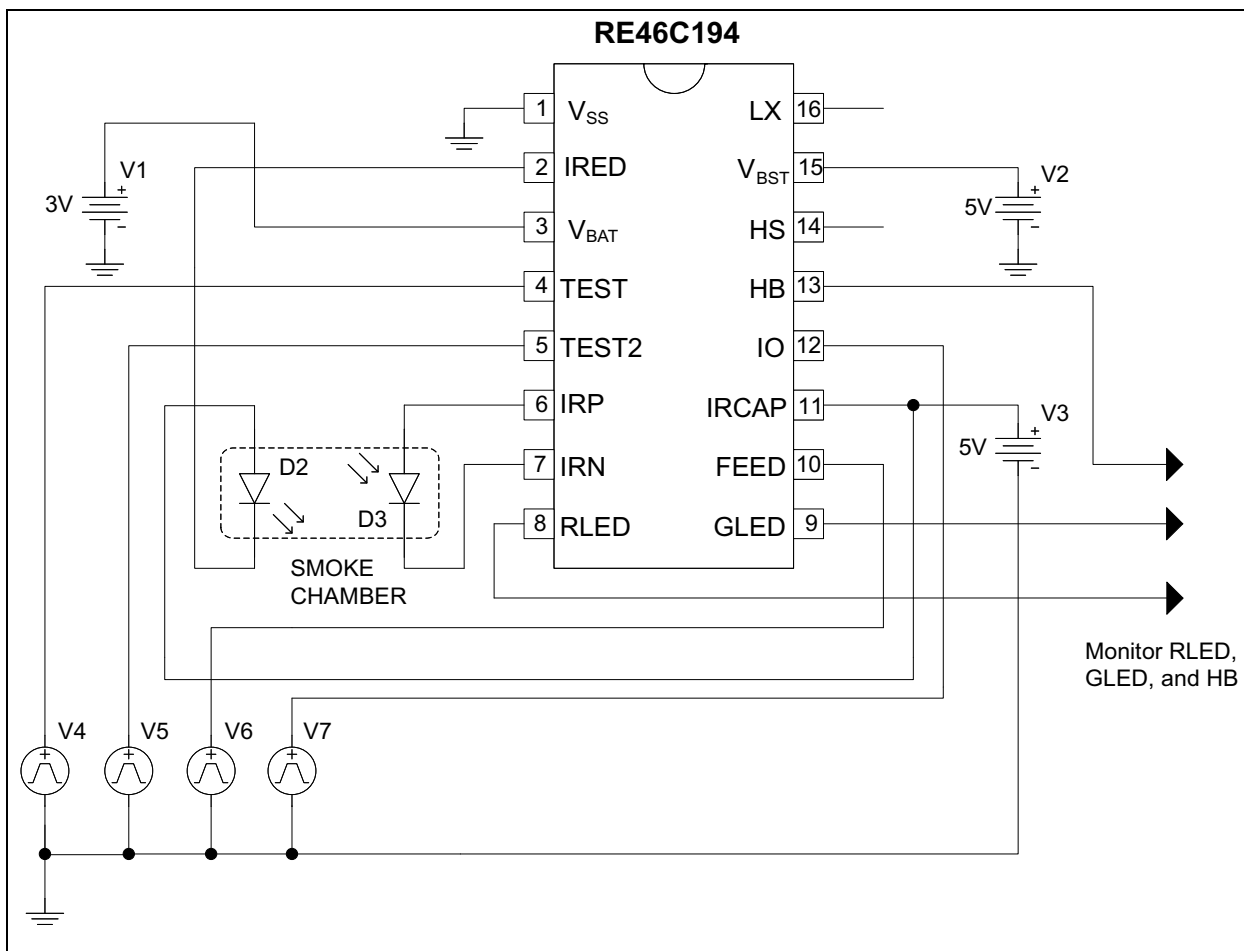 RE46C194
1 VSS
2 IRED
3 VBAT
4 TEST
5 TEST2
6 IRP
7 IRN
8 RLED
LX 16
VBST 15
HS 14
HB 13
IO 12
IRCAP 11
FEED 10
GLED 9
V1
+
3V
-
V2
+
5V
-
V3
+
5V
-
D2
D3
SMOKE
CHAMBER
Monitor RLED,
GLED, and HB
V4
+
V5
+
V6
+
V7
+